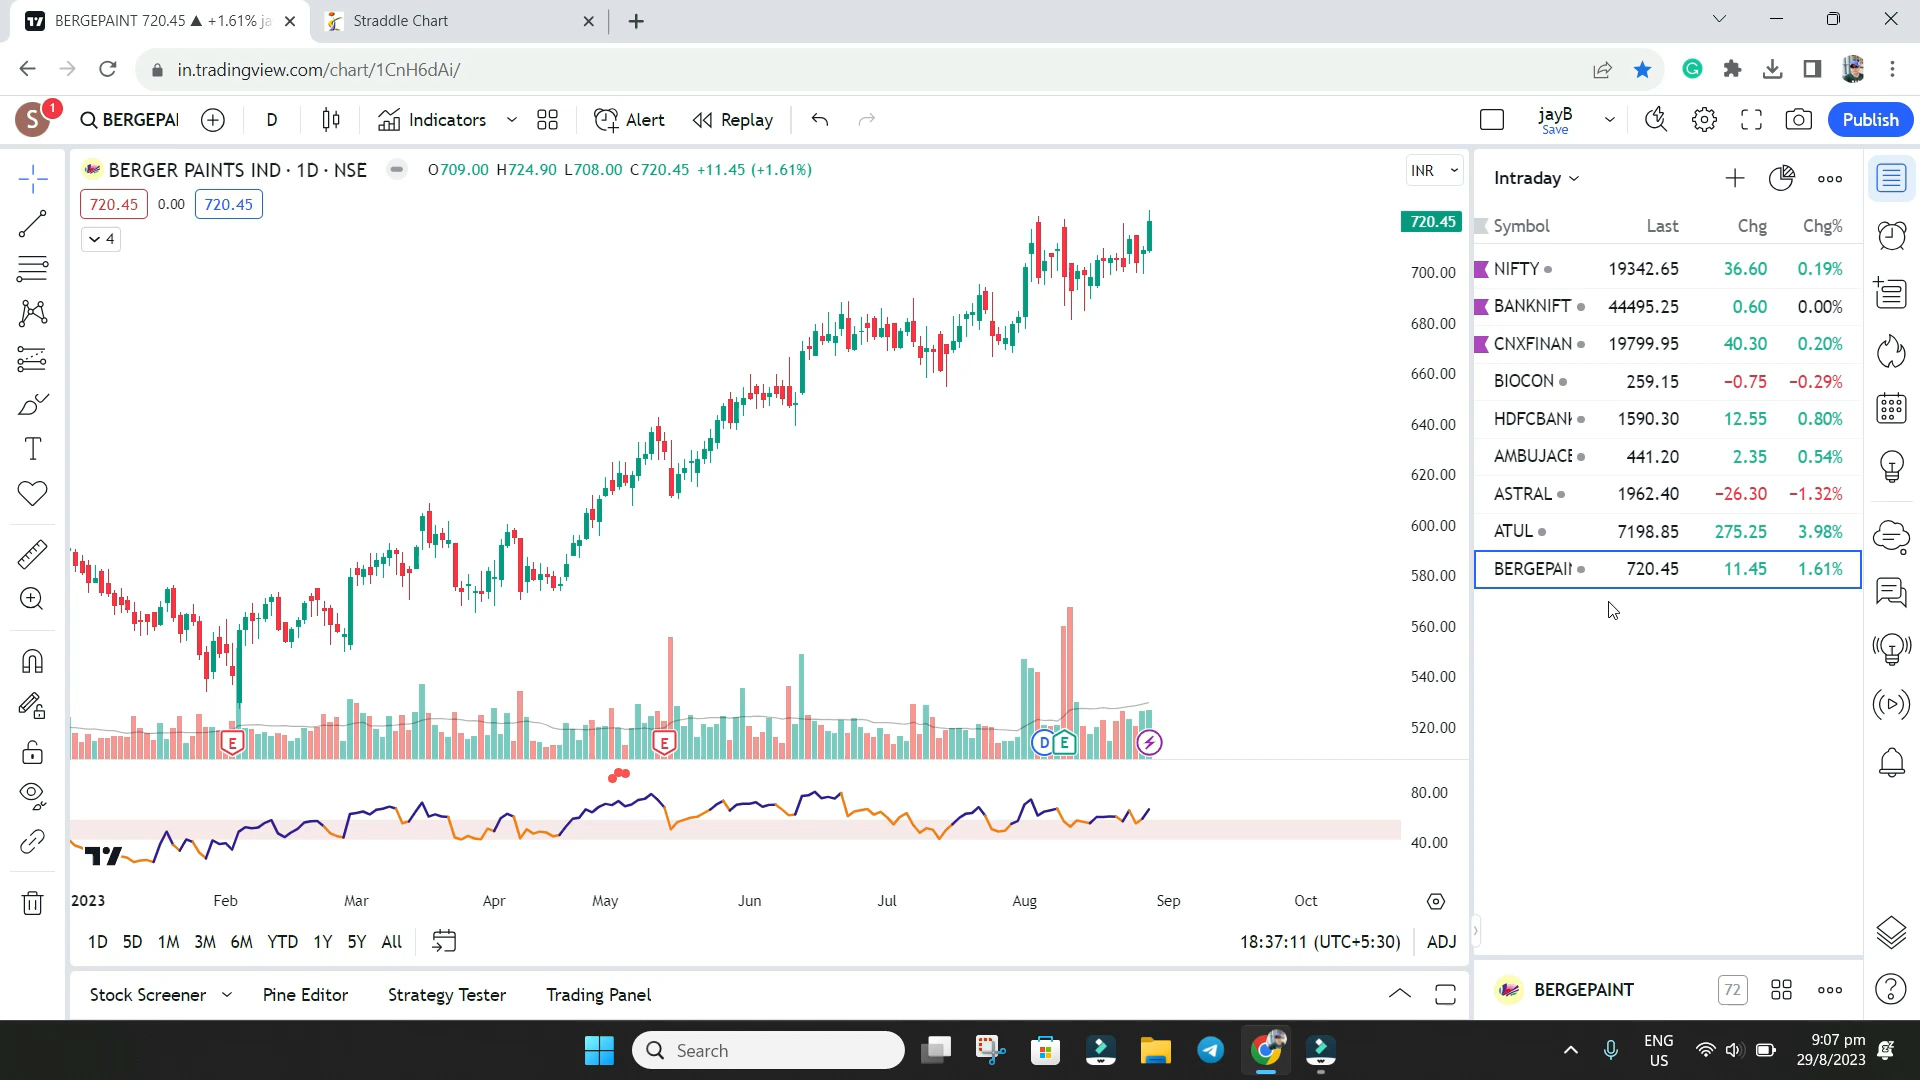 BERGEPAINT 720.45 ▲ +1.61% ja
Straddle Chart
in.tradingview.com/chart/1CnH6dAi/
S
1
BERGEPAI
D
Indicators
Alert
Replay
jayB
Save
Publish
BERGER PAINTS IND · 1D · NSE
O709.00 H724.90 L708.00 C720.45 +11.45 (+1.61%)
INR
720.45
0.00
720.45
4
720.45
700.00
680.00
660.00
640.00
620.00
600.00
580.00
560.00
540.00
520.00
80.00
40.00
E
E
D
E
2023
Feb
Mar
Apr
May
Jun
Jul
Aug
Sep
Oct
1D 5D 1M 3M 6M YTD 1Y 5Y All
18:37:11 (UTC+5:30)
ADJ
Stock Screener
Pine Editor
Strategy Tester
Trading Panel
Intraday
Symbol Last Chg Chg%
NIFTY 19342.65 36.60 0.19%
BANKNIFT 44495.25 0.60 0.00%
CNXFINAN 19799.95 40.30 0.20%
BIOCON 259.15 −0.75 −0.29%
HDFCBANK 1590.30 12.55 0.80%
AMBUJACE 441.20 2.35 0.54%
ASTRAL 1962.40 −26.30 −1.32%
ATUL 7198.85 275.25 3.98%
BERGEPAIN 720.45 11.45 1.61%
BERGEPAINT
72
Search
ENG
US
9:07 pm
29/8/2023